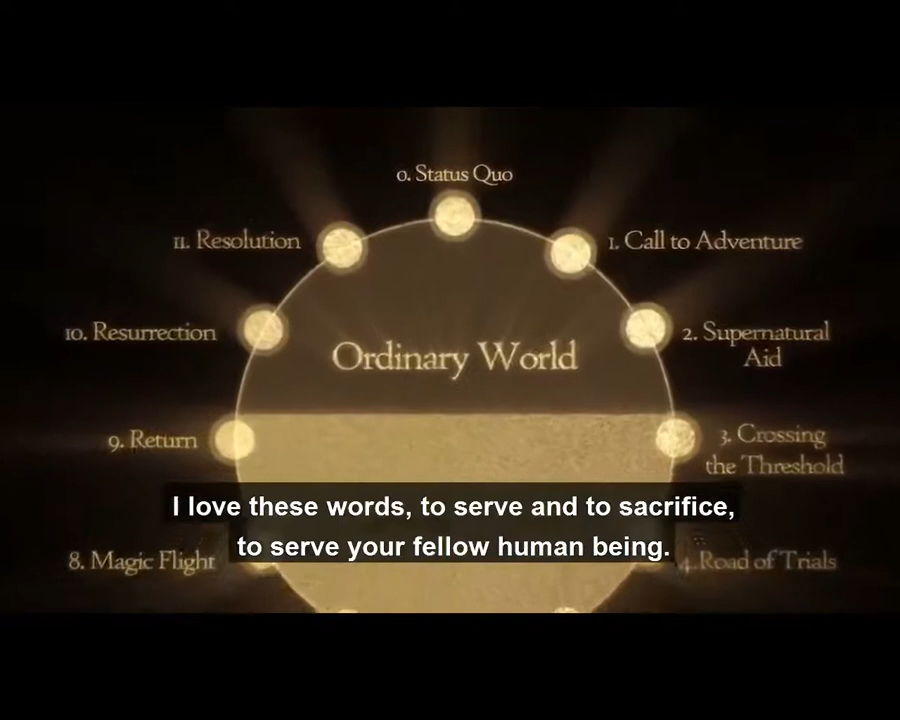 0. Status Quo
11. Resolution
1. Call to Adventure
10. Resurrection
2. Supernatural
Aid
Ordinary World
9. Return
3. Crossing
the Threshold
I love these words, to serve and to sacrifice,
to serve your fellow human being.
8. Magic Flight
4. Road of Trials